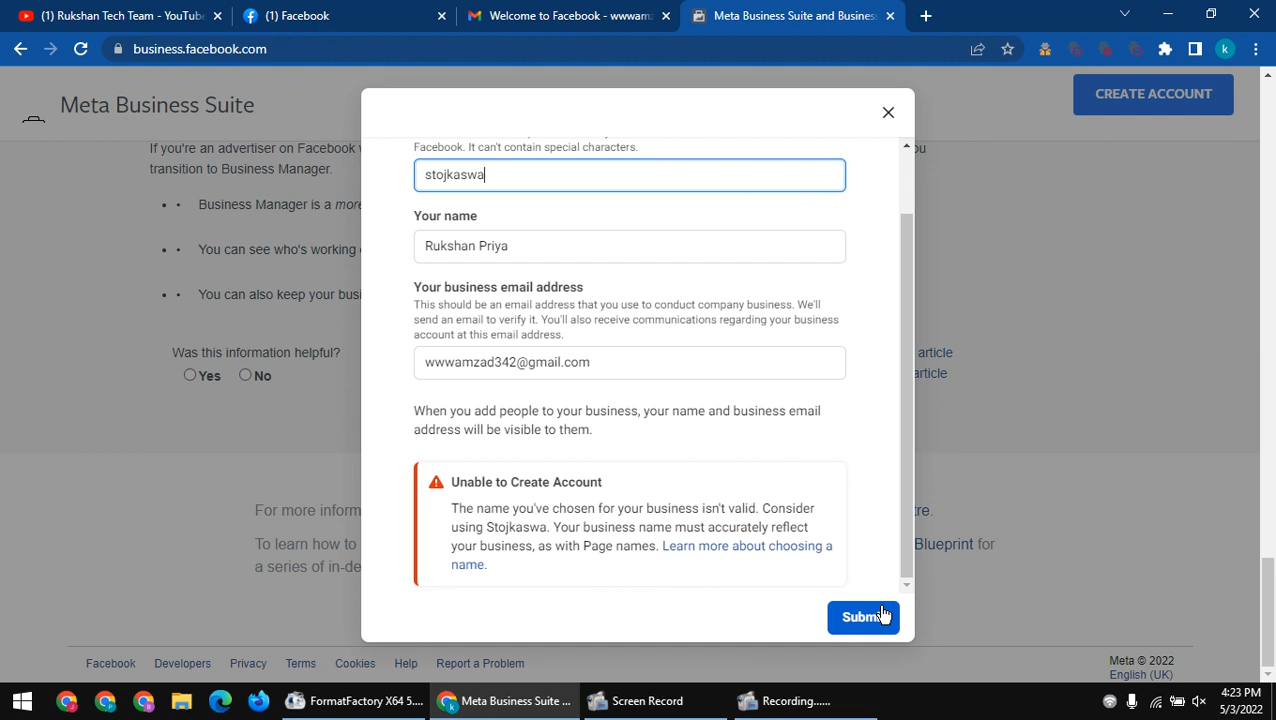 (1) Rukshan Tech Team - YouTube
(1) Facebook
Welcome to Facebook - wwwamz
Meta Business Suite and Busines
business.facebook.com
k
Meta Business Suite
CREATE ACCOUNT
If you're an advertiser on Facebook
transition to Business Manager.
• • Business Manager is a more
• • You can see who's working
• • You can also keep your busi
Was this information helpful?
Yes
No
article
article
For more inform
tre.
To learn how to
Blueprint for
a series of in-de
Facebook. It can't contain special characters.
stojkaswa
Your name
Rukshan Priya
Your business email address
This should be an email address that you use to conduct company business. We'll
send an email to verify it. You'll also receive communications regarding your business
account at this email address.
wwwamzad342@gmail.com
When you add people to your business, your name and business email
address will be visible to them.
Unable to Create Account
The name you've chosen for your business isn't valid. Consider
using Stojkaswa. Your business name must accurately reflect
your business, as with Page names. Learn more about choosing a
name.
Submit
Facebook
Developers
Privacy
Terms
Cookies
Help
Report a Problem
Meta © 2022
English (UK)
FormatFactory X64 5....
Meta Business Suite ...
Screen Record
Recording......
4:23 PM
5/3/2022